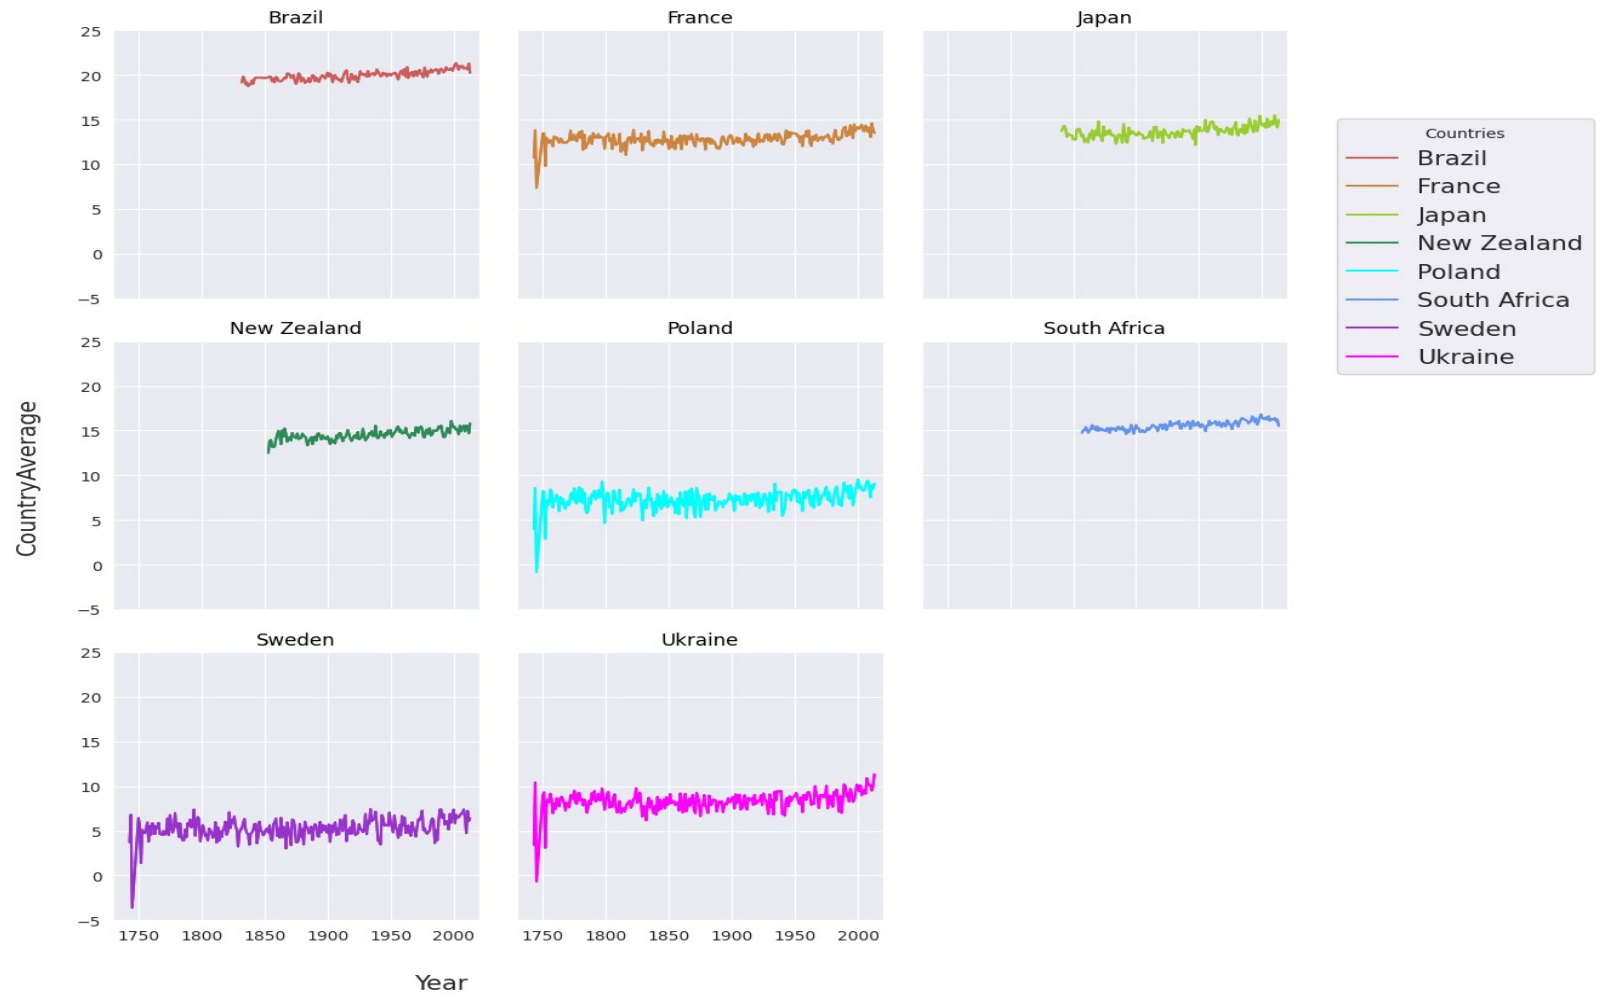 Brazil
France
Japan
25
20
15
10
5
0
−5
Countries
Brazil
France
Japan
New Zealand
Poland
South Africa
Sweden
Ukraine
New Zealand
Poland
South Africa
25
20
15
10
5
0
−5
CountryAverage
Sweden
Ukraine
25
20
15
10
5
0
−5
1750 1800 1850 1900 1950 2000
1750 1800 1850 1900 1950 2000
Year